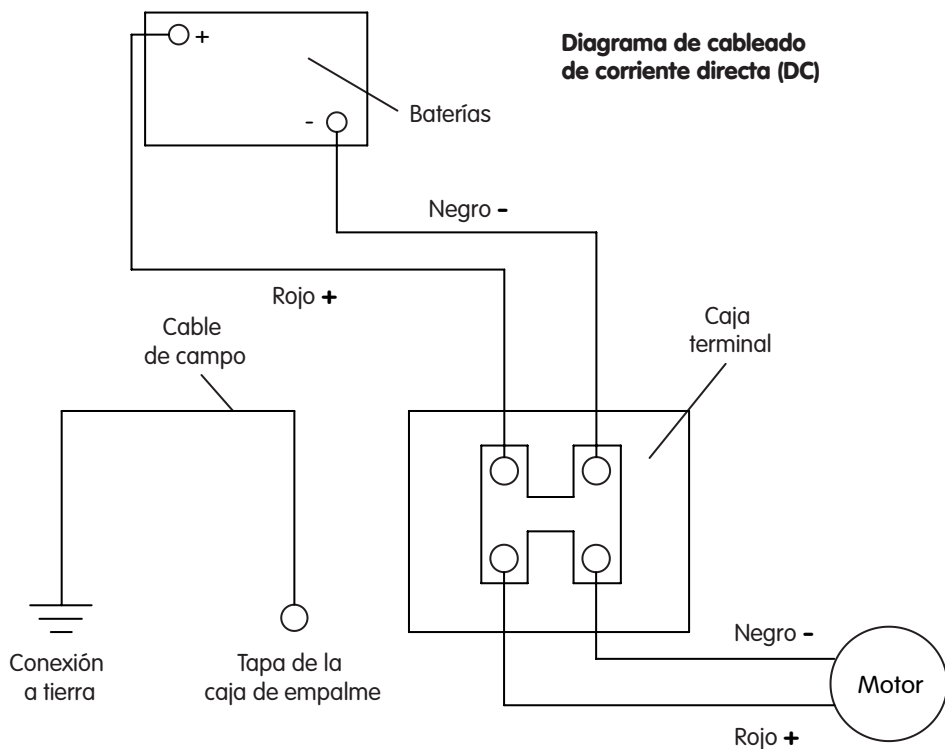 Diagrama de cableado
de corriente directa (DC)
+
Baterías
-
Negro -
Rojo +
Cable
de campo
Caja
terminal
Conexión
a tierra
Tapa de la
caja de empalme
Negro -
Motor
Rojo +